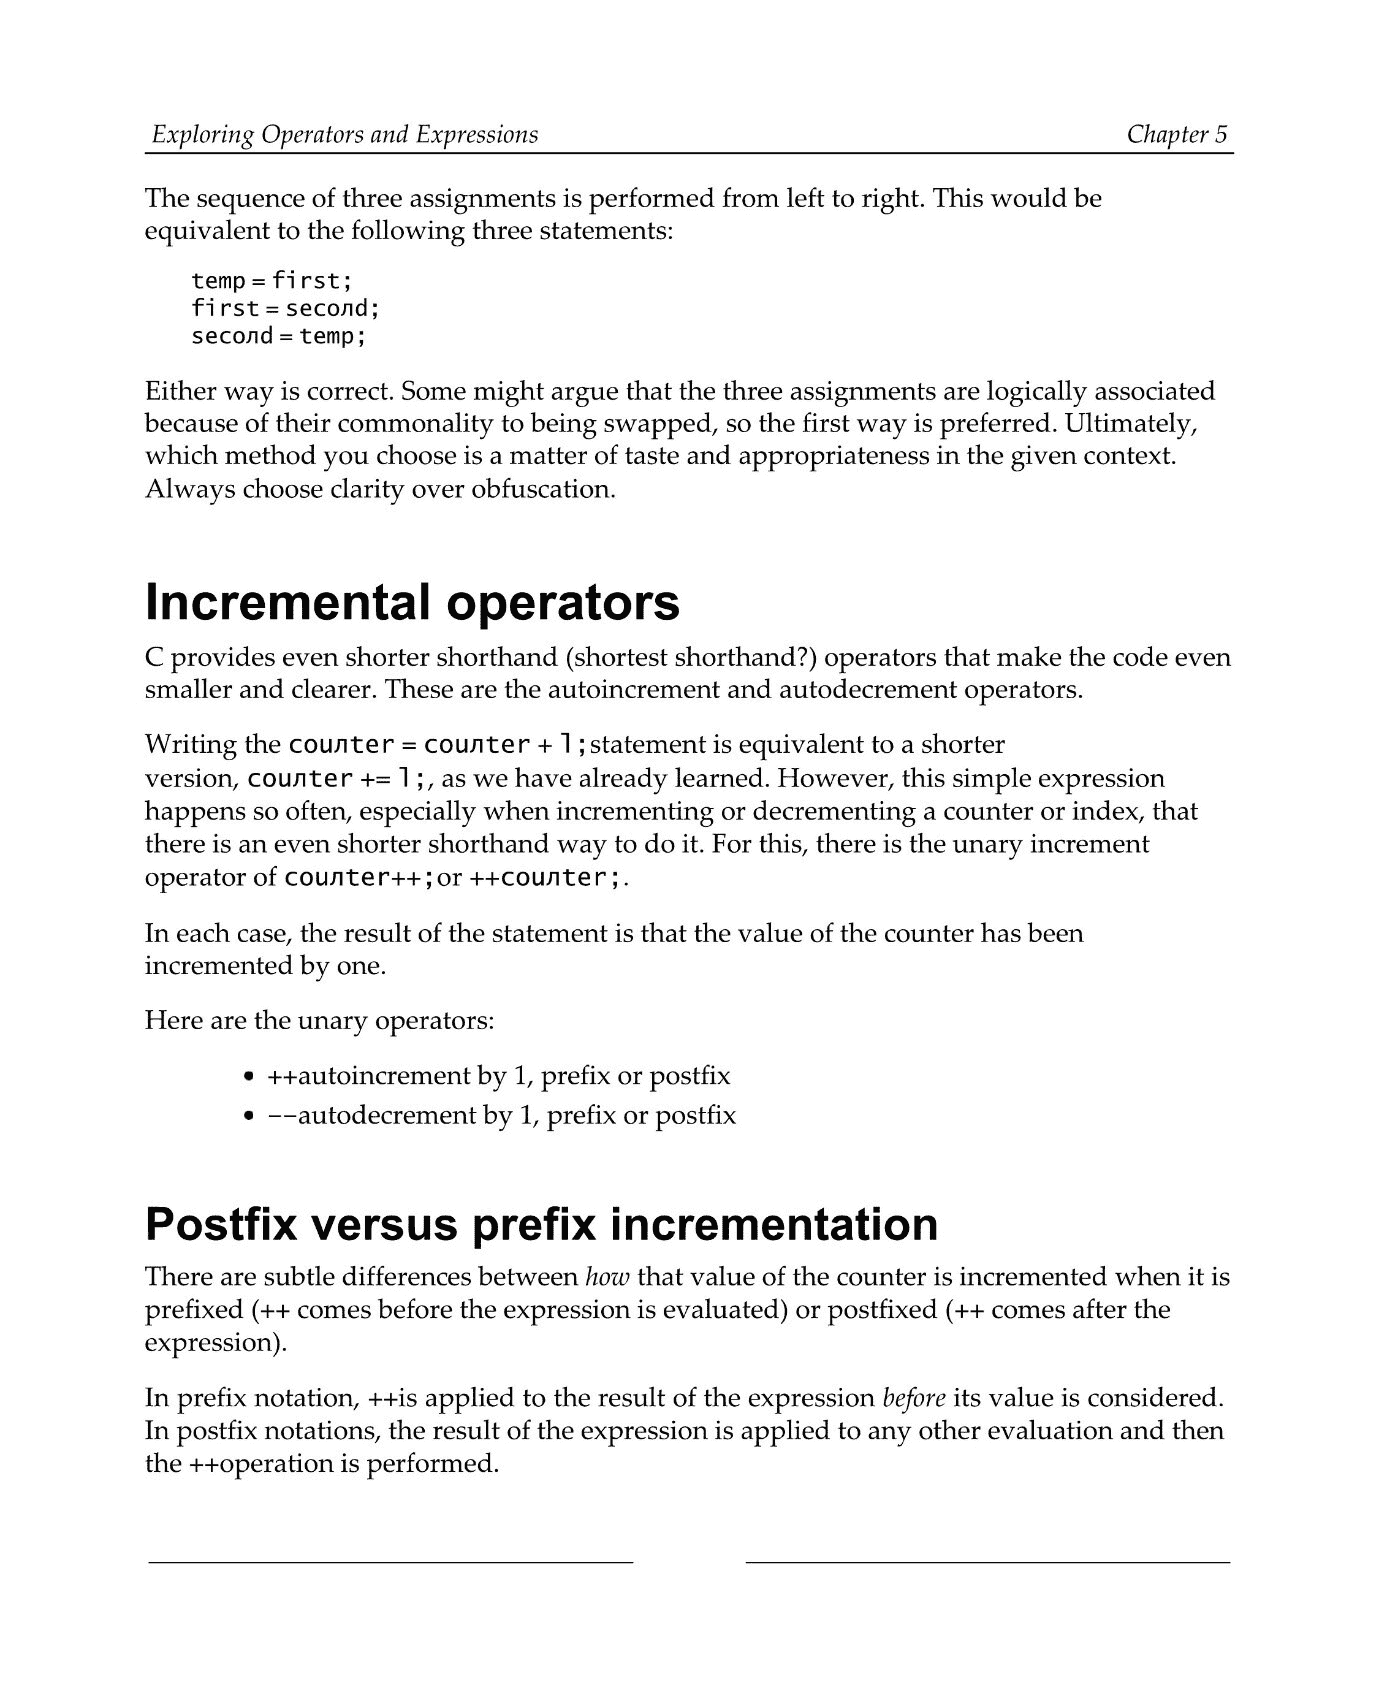 Exploring Operators and Expressions Chapter 5
The sequence of three assignments is performed from left to right. This would be
equivalent to the following three statements:
temp = first;
first = second;
second = temp;
Either way is correct. Some might argue that the three assignments are logically associated
because of their commonality to being swapped, so the first way is preferred. Ultimately,
which method you choose is a matter of taste and appropriateness in the given context.
Always choose clarity over obfuscation.
Incremental operators
C provides even shorter shorthand (shortest shorthand?) operators that make the code even
smaller and clearer. These are the autoincrement and autodecrement operators.
Writing the counter = counter + 1;statement is equivalent to a shorter
version, counter += 1;, as we have already learned. However, this simple expression
happens so often, especially when incrementing or decrementing a counter or index, that
there is an even shorter shorthand way to do it. For this, there is the unary increment
operator of counter++;or ++counter;.
In each case, the result of the statement is that the value of the counter has been
incremented by one.
Here are the unary operators:
• ++autoincrement by 1, prefix or postfix
• --autodecrement by 1, prefix or postfix
Postfix versus prefix incrementation
There are subtle differences between how that value of the counter is incremented when it is
prefixed (++ comes before the expression is evaluated) or postfixed (++ comes after the
expression).
In prefix notation, ++is applied to the result of the expression before its value is considered.
In postfix notations, the result of the expression is applied to any other evaluation and then
the ++operation is performed.